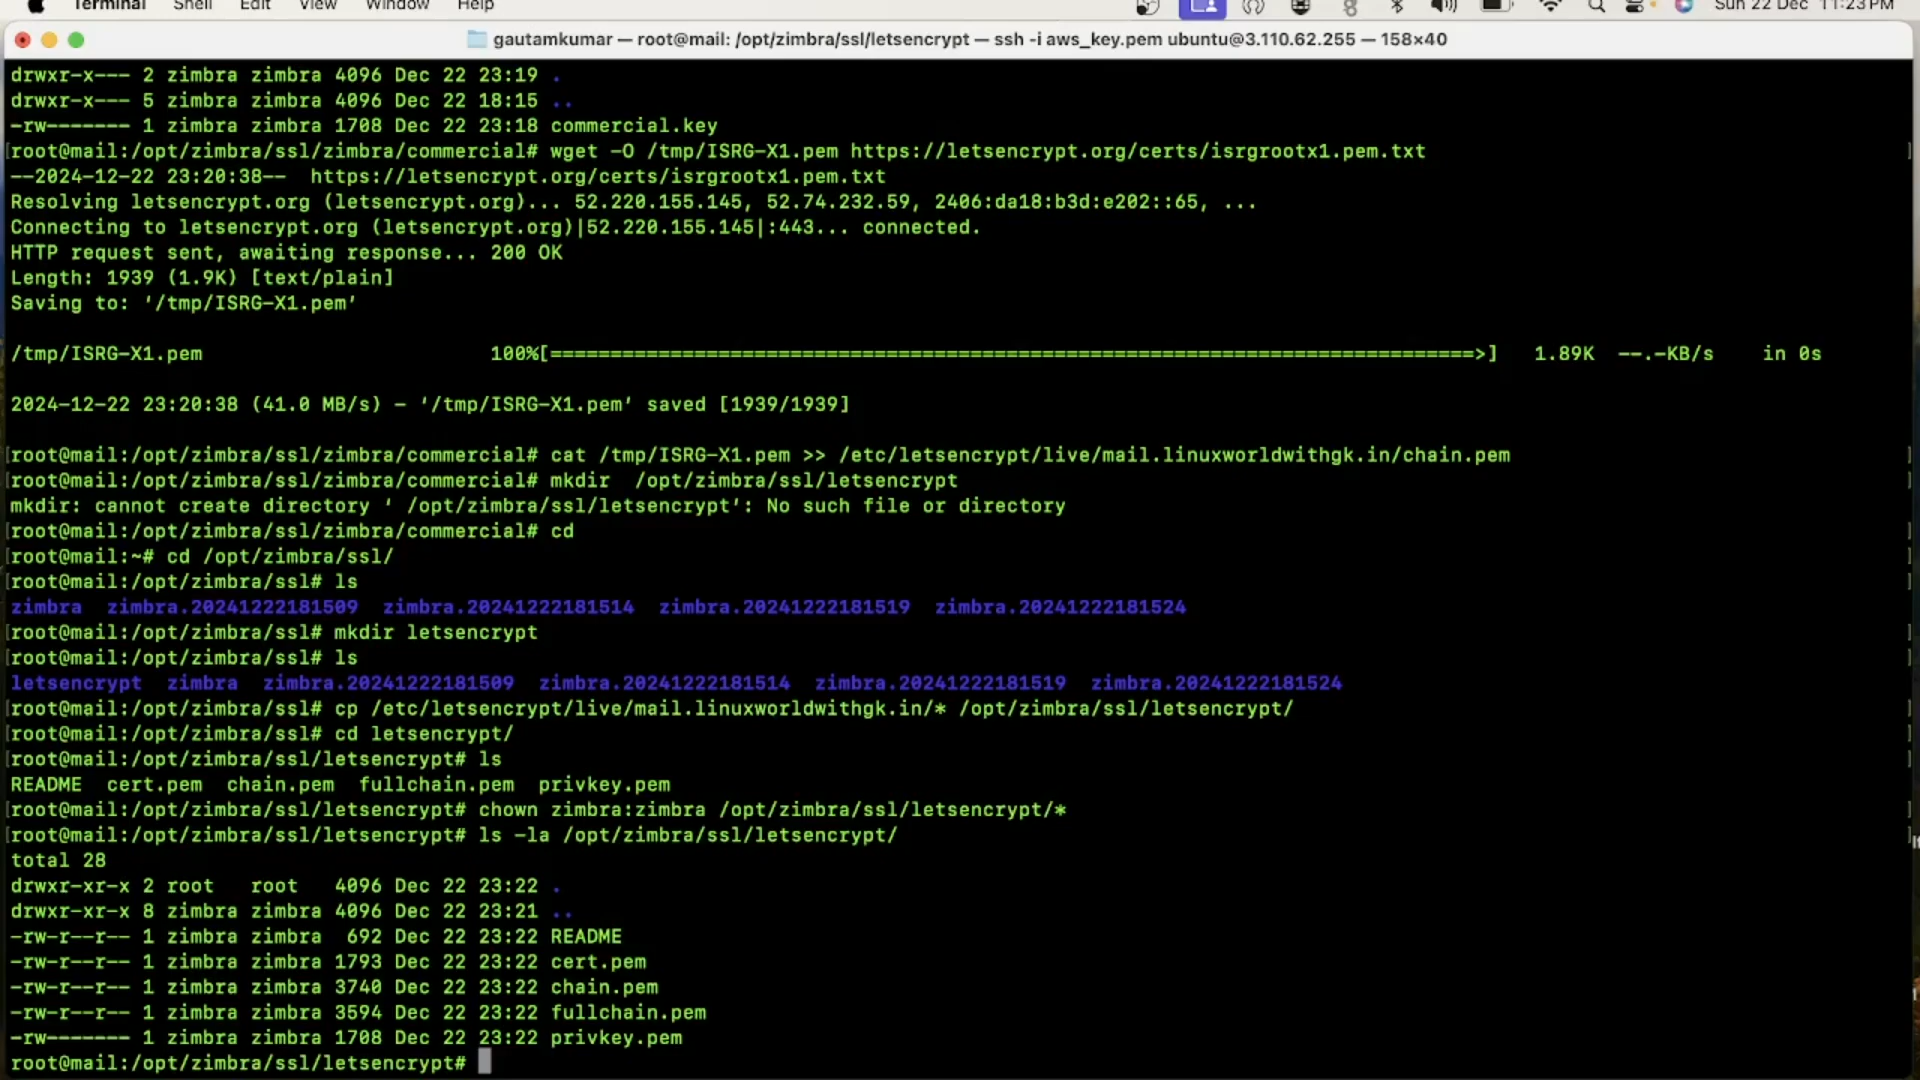 Terminal Shell Edit View Window Help Sun 22 Dec 11:23PM
gautamkumar — root@mail: /opt/zimbra/ssl/letsencrypt — ssh -i aws_key.pem ubuntu@3.110.62.255 — 158×40
drwxr-x--- 2 zimbra zimbra 4096 Dec 22 23:19 .
drwxr-x--- 5 zimbra zimbra 4096 Dec 22 18:15 ..
-rw------- 1 zimbra zimbra 1708 Dec 22 23:18 commercial.key
[root@mail:/opt/zimbra/ssl/zimbra/commercial# wget -O /tmp/ISRG-X1.pem https://letsencrypt.org/certs/isrgrootx1.pem.txt ]
--2024-12-22 23:20:38--  https://letsencrypt.org/certs/isrgrootx1.pem.txt
Resolving letsencrypt.org (letsencrypt.org)... 52.220.155.145, 52.74.232.59, 2406:da18:b3d:e202::65, ...
Connecting to letsencrypt.org (letsencrypt.org)|52.220.155.145|:443... connected.
HTTP request sent, awaiting response... 200 OK
Length: 1939 (1.9K) [text/plain]
Saving to: '/tmp/ISRG-X1.pem'
/tmp/ISRG-X1.pem 100%[=============================================================================>] 1.89K --.-KB/s in 0s
2024-12-22 23:20:38 (41.0 MB/s) - '/tmp/ISRG-X1.pem' saved [1939/1939]
[root@mail:/opt/zimbra/ssl/zimbra/commercial# cat /tmp/ISRG-X1.pem >> /etc/letsencrypt/live/mail.linuxworldwithgk.in/chain.pem ]
[root@mail:/opt/zimbra/ssl/zimbra/commercial# mkdir  /opt/zimbra/ssl/letsencrypt ]
mkdir: cannot create directory ' /opt/zimbra/ssl/letsencrypt': No such file or directory
[root@mail:/opt/zimbra/ssl/zimbra/commercial# cd ]
[root@mail:~# cd /opt/zimbra/ssl/ ]
[root@mail:/opt/zimbra/ssl# ls ]
zimbra  zimbra.20241222181509  zimbra.20241222181514  zimbra.20241222181519  zimbra.20241222181524
[root@mail:/opt/zimbra/ssl# mkdir letsencrypt ]
[root@mail:/opt/zimbra/ssl# ls ]
letsencrypt  zimbra  zimbra.20241222181509  zimbra.20241222181514  zimbra.20241222181519  zimbra.20241222181524
[root@mail:/opt/zimbra/ssl# cp /etc/letsencrypt/live/mail.linuxworldwithgk.in/* /opt/zimbra/ssl/letsencrypt/ ]
[root@mail:/opt/zimbra/ssl# cd letsencrypt/ ]
[root@mail:/opt/zimbra/ssl/letsencrypt# ls ]
README  cert.pem  chain.pem  fullchain.pem  privkey.pem
[root@mail:/opt/zimbra/ssl/letsencrypt# chown zimbra:zimbra /opt/zimbra/ssl/letsencrypt/* ]
[root@mail:/opt/zimbra/ssl/letsencrypt# ls -la /opt/zimbra/ssl/letsencrypt/ ]
total 28
drwxr-xr-x 2 root   root   4096 Dec 22 23:22 .
drwxr-xr-x 8 zimbra zimbra 4096 Dec 22 23:21 ..
-rw-r--r-- 1 zimbra zimbra  692 Dec 22 23:22 README
-rw-r--r-- 1 zimbra zimbra 1793 Dec 22 23:22 cert.pem
-rw-r--r-- 1 zimbra zimbra 3740 Dec 22 23:22 chain.pem
-rw-r--r-- 1 zimbra zimbra 3594 Dec 22 23:22 fullchain.pem
-rw------- 1 zimbra zimbra 1708 Dec 22 23:22 privkey.pem
root@mail:/opt/zimbra/ssl/letsencrypt#